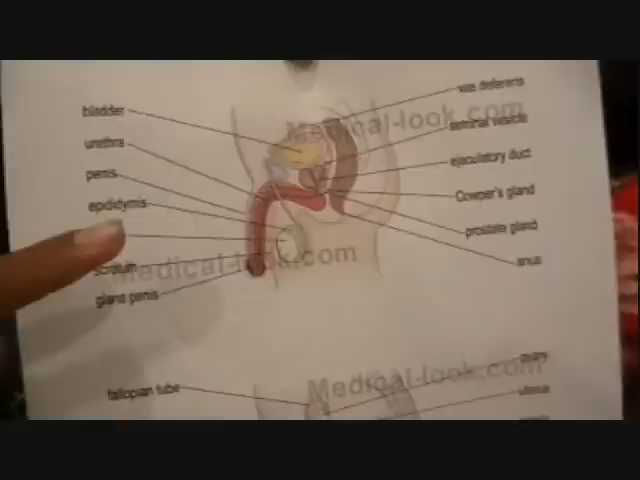 bladder
urethra
penis
epididymis
scrotum
glans penis
vas deferens
seminal vesicle
ejaculatory duct
Cowper's gland
prostate gland
anus
Medical-look.com
Medical-look.com
fallopian tube
ovary
uterus
Medical-look.com